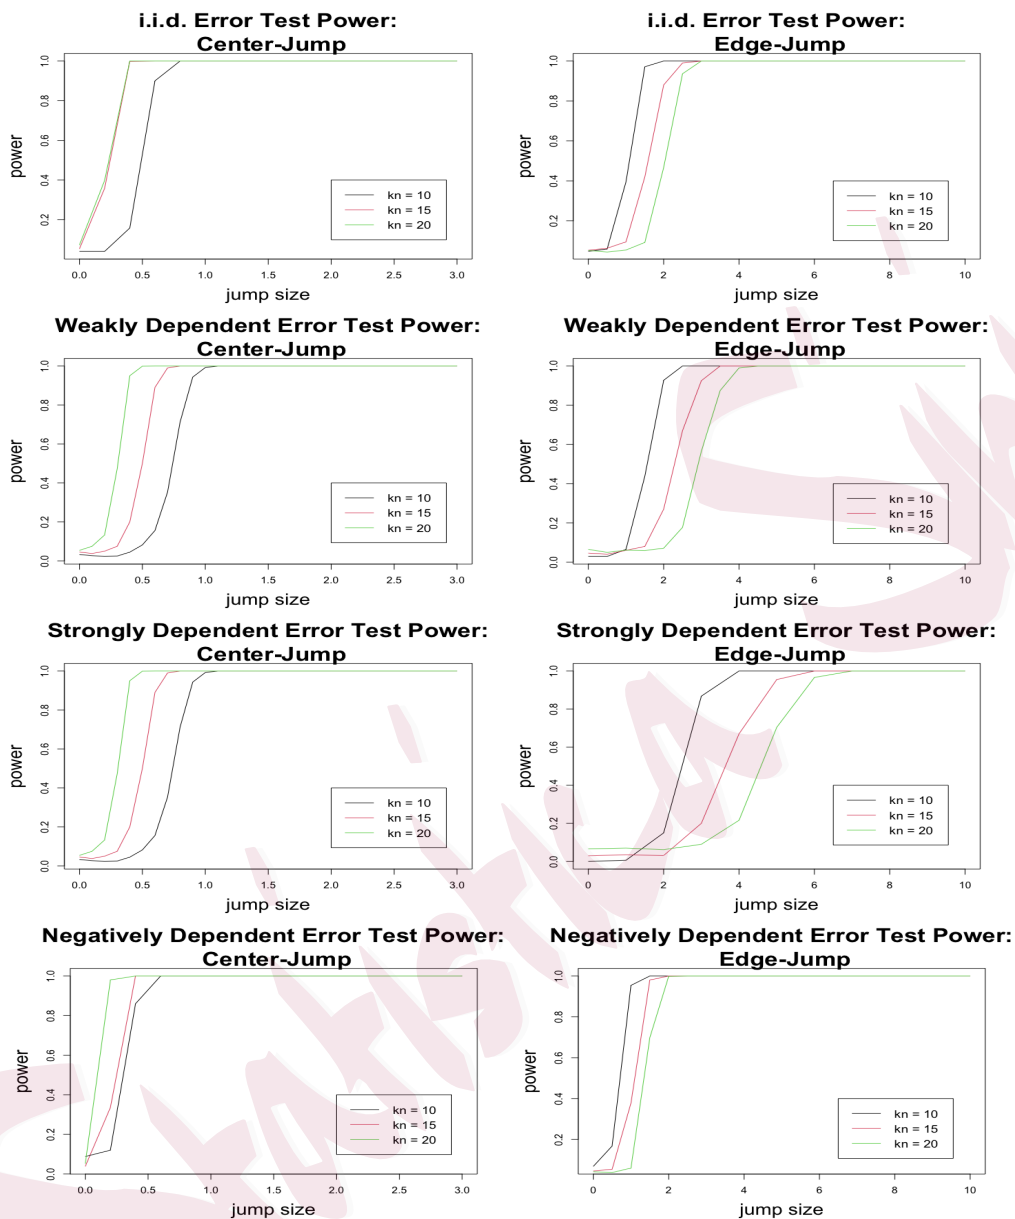 i.i.d. Error Test Power:
Center-Jump
power
0.2 0.4 0.6 0.8 1.0
0.0 0.5 1.0 1.5 2.0 2.5 3.0
jump size
kn = 10
kn = 15
kn = 20
i.i.d. Error Test Power:
Edge-Jump
power
0.2 0.4 0.6 0.8 1.0
0 2 4 6 8 10
jump size
kn = 10
kn = 15
kn = 20
Weakly Dependent Error Test Power:
Center-Jump
power
0.0 0.2 0.4 0.6 0.8 1.0
0.0 0.5 1.0 1.5 2.0 2.5 3.0
jump size
kn = 10
kn = 15
kn = 20
Weakly Dependent Error Test Power:
Edge-Jump
power
0.0 0.2 0.4 0.6 0.8 1.0
0 2 4 6 8 10
jump size
kn = 10
kn = 15
kn = 20
Strongly Dependent Error Test Power:
Center-Jump
power
0.0 0.2 0.4 0.6 0.8 1.0
0.0 0.5 1.0 1.5 2.0 2.5 3.0
jump size
kn = 10
kn = 15
kn = 20
Strongly Dependent Error Test Power:
Edge-Jump
power
0.0 0.2 0.4 0.6 0.8 1.0
0 2 4 6 8 10
jump size
kn = 10
kn = 15
kn = 20
Negatively Dependent Error Test Power:
Center-Jump
power
0.0 0.2 0.4 0.6 0.8 1.0
0.0 0.5 1.0 1.5 2.0 2.5 3.0
jump size
kn = 10
kn = 15
kn = 20
Negatively Dependent Error Test Power:
Edge-Jump
power
0.2 0.4 0.6 0.8 1.0
0 2 4 6 8 10
jump size
kn = 10
kn = 15
kn = 20
Statistica